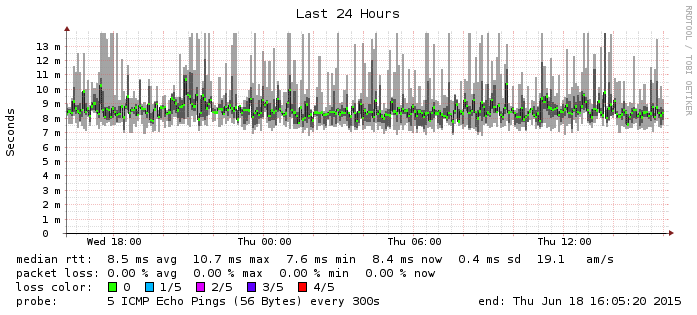 Last 24 Hours
RRDTOOL / TOBI OETIKER
Seconds
13 m
12 m
11 m
10 m
9 m
8 m
7 m
6 m
5 m
4 m
3 m
2 m
1 m
0
Wed 18:00 Thu 00:00 Thu 06:00 Thu 12:00
median rtt: 8.5 ms avg 10.7 ms max 7.6 ms min 8.4 ms now 0.4 ms sd 19.1 am/s
packet loss: 0.00 % avg 0.00 % max 0.00 % min 0.00 % now
loss color: 0 1/5 2/5 3/5 4/5
probe: 5 ICMP Echo Pings (56 Bytes) every 300s end: Thu Jun 18 16:05:20 2015